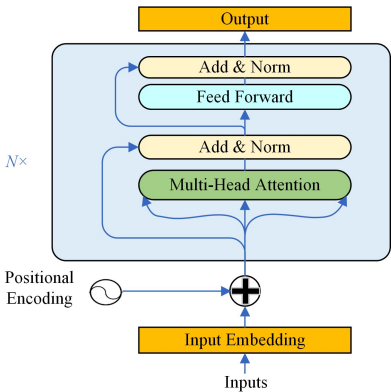 Output
Add & Norm
Feed Forward
Add & Norm
N×
Multi-Head Attention
Positional
Encoding
Input Embedding
Inputs